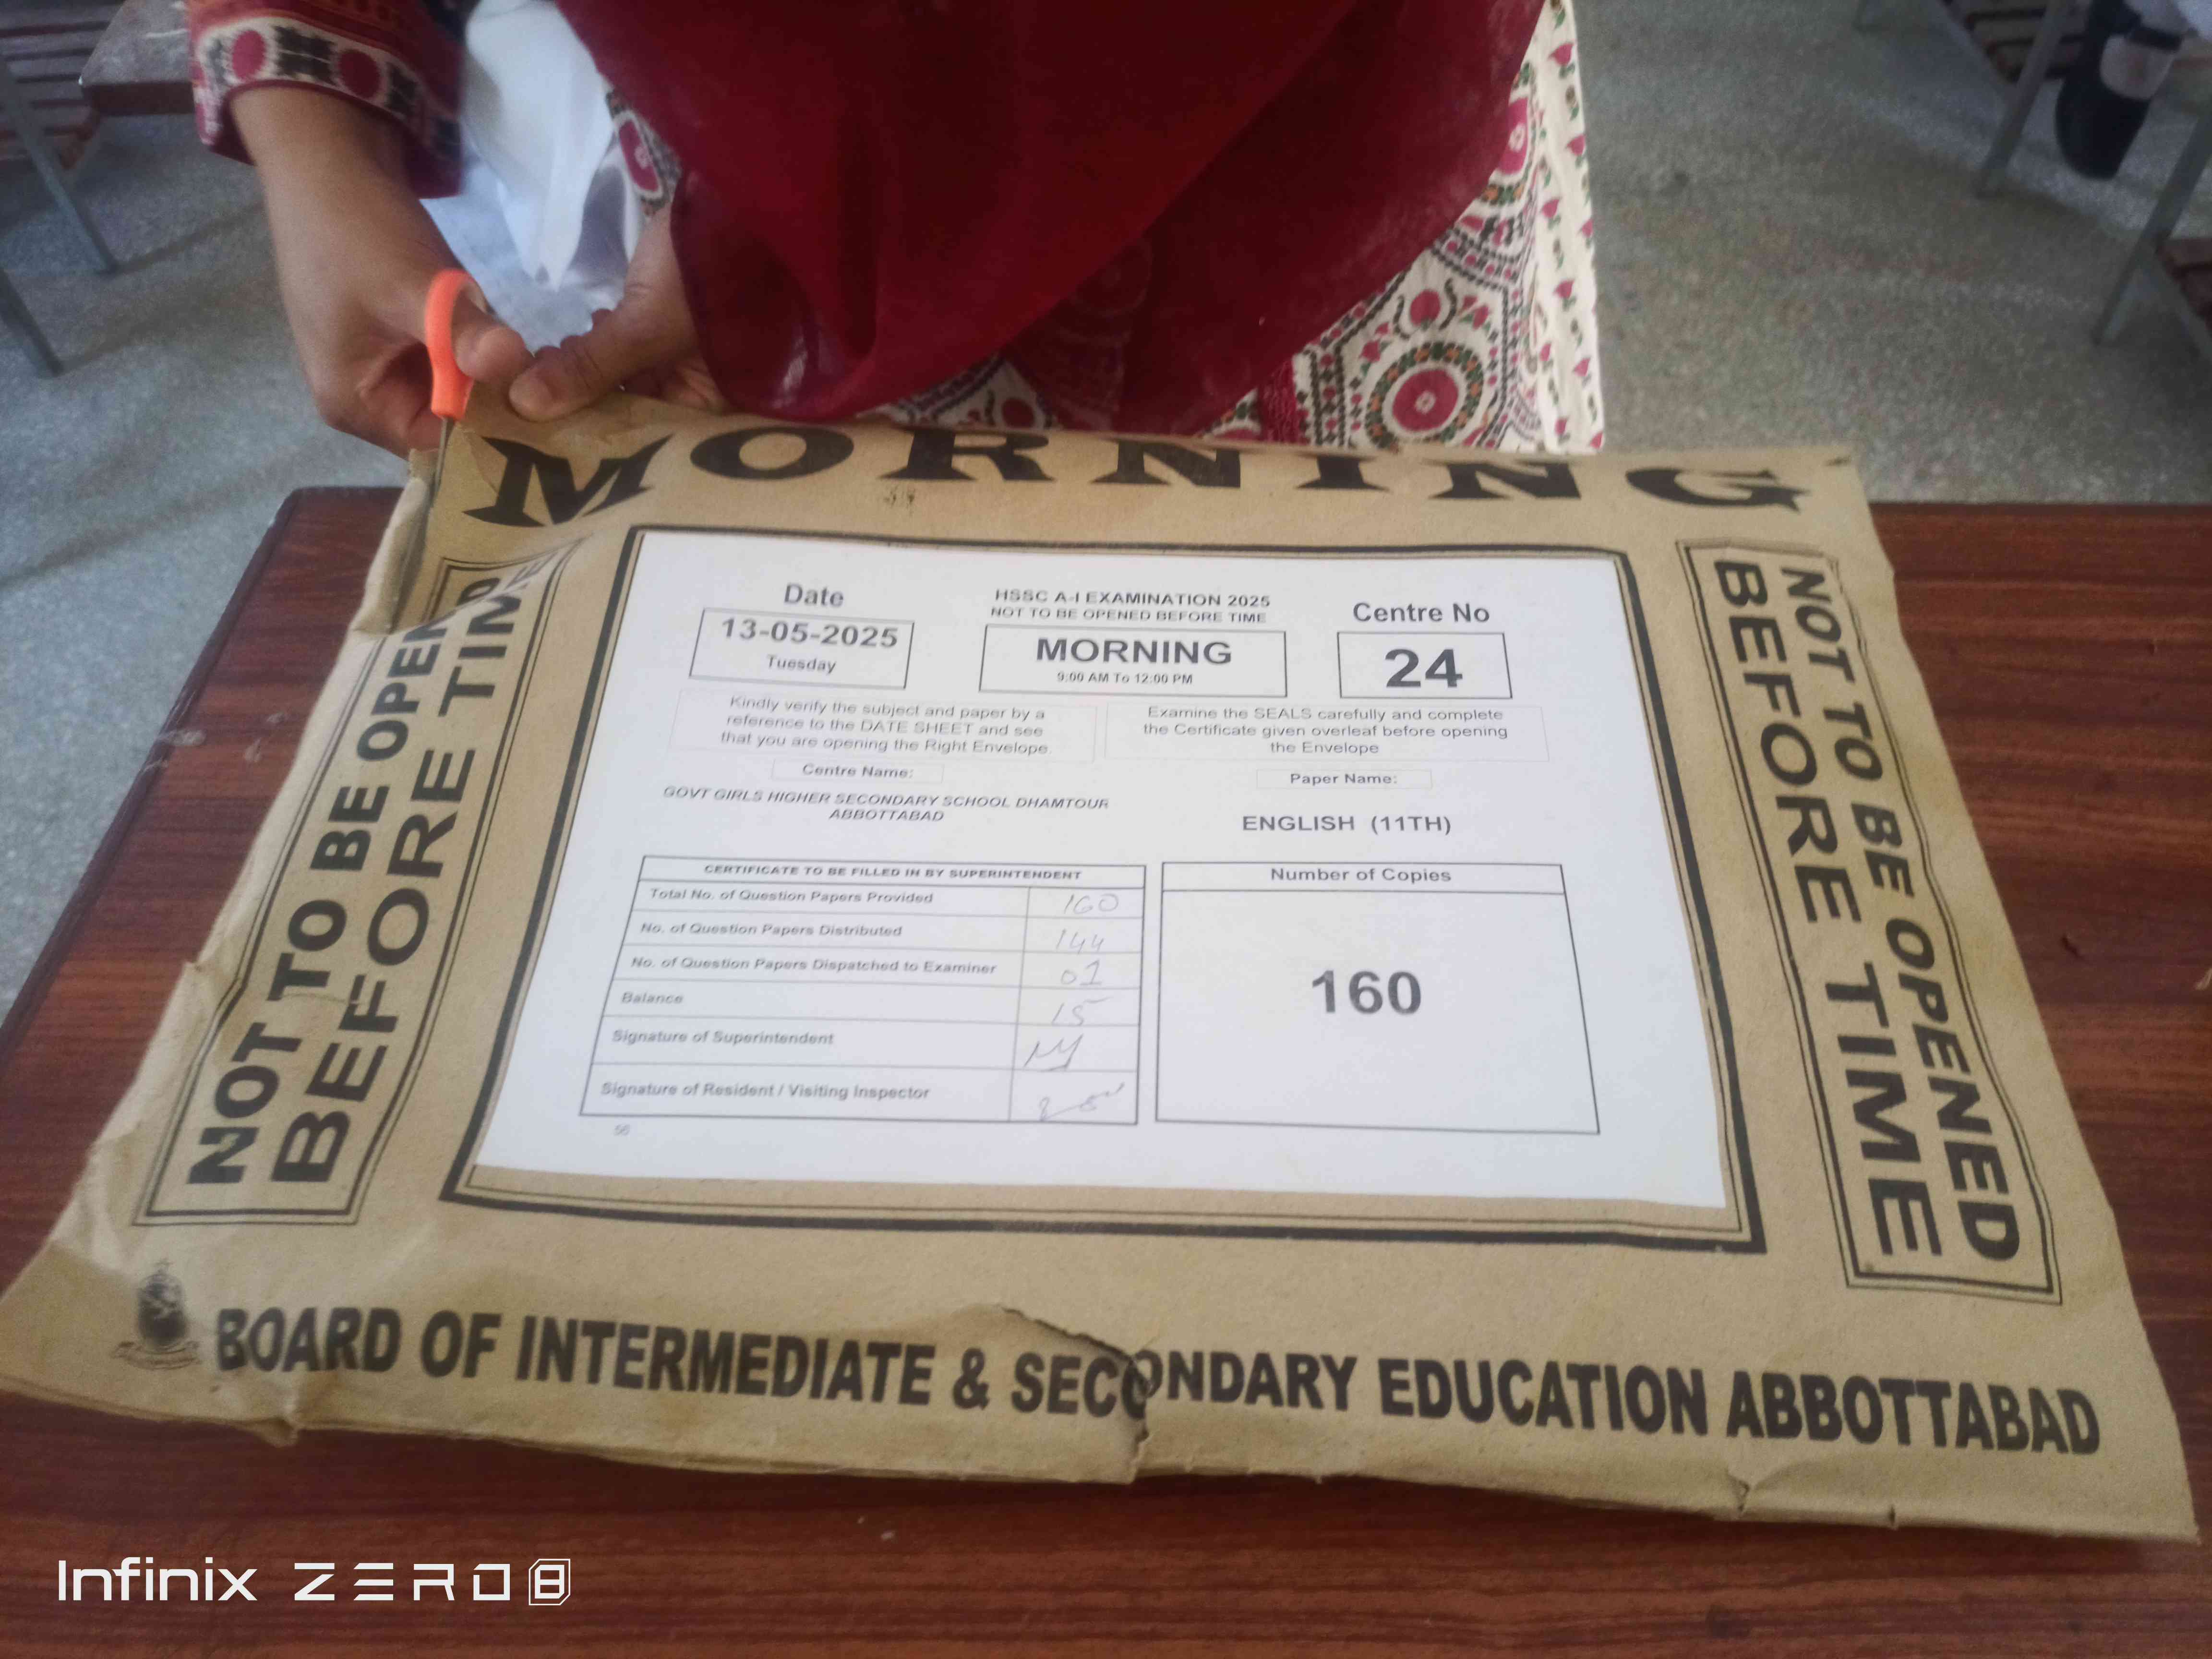 MORNING
NOT TO BE OPENED
BEFORE TIME
Date
13-05-2025
Tuesday
HSSC A-I EXAMINATION 2025
NOT TO BE OPENED BEFORE TIME
MORNING
9:00 AM To 12:00 PM
Centre No
24
Kindly verify the subject and paper by a
reference to the DATE SHEET and see
that you are opening the Right Envelope.
Examine the SEALS carefully and complete
the Certificate given overleaf before opening
the Envelope
Centre Name:
GOVT GIRLS HIGHER SECONDARY SCHOOL DHAMTOUR
ABBOTTABAD
Paper Name:
ENGLISH (11TH)
CERTIFICATE TO BE FILLED IN BY SUPERINTENDENT
Total No. of Question Papers Provided 160
No. of Question Papers Distributed 144
No. of Question Papers Dispatched to Examiner 01
Balance 15
Signature of Superintendent
Signature of Resident / Visiting Inspector
56
Number of Copies
160
NOT TO BE OPENED
BEFORE TIME
BOARD OF INTERMEDIATE & SECONDARY EDUCATION ABBOTTABAD
Infinix ZERO 8